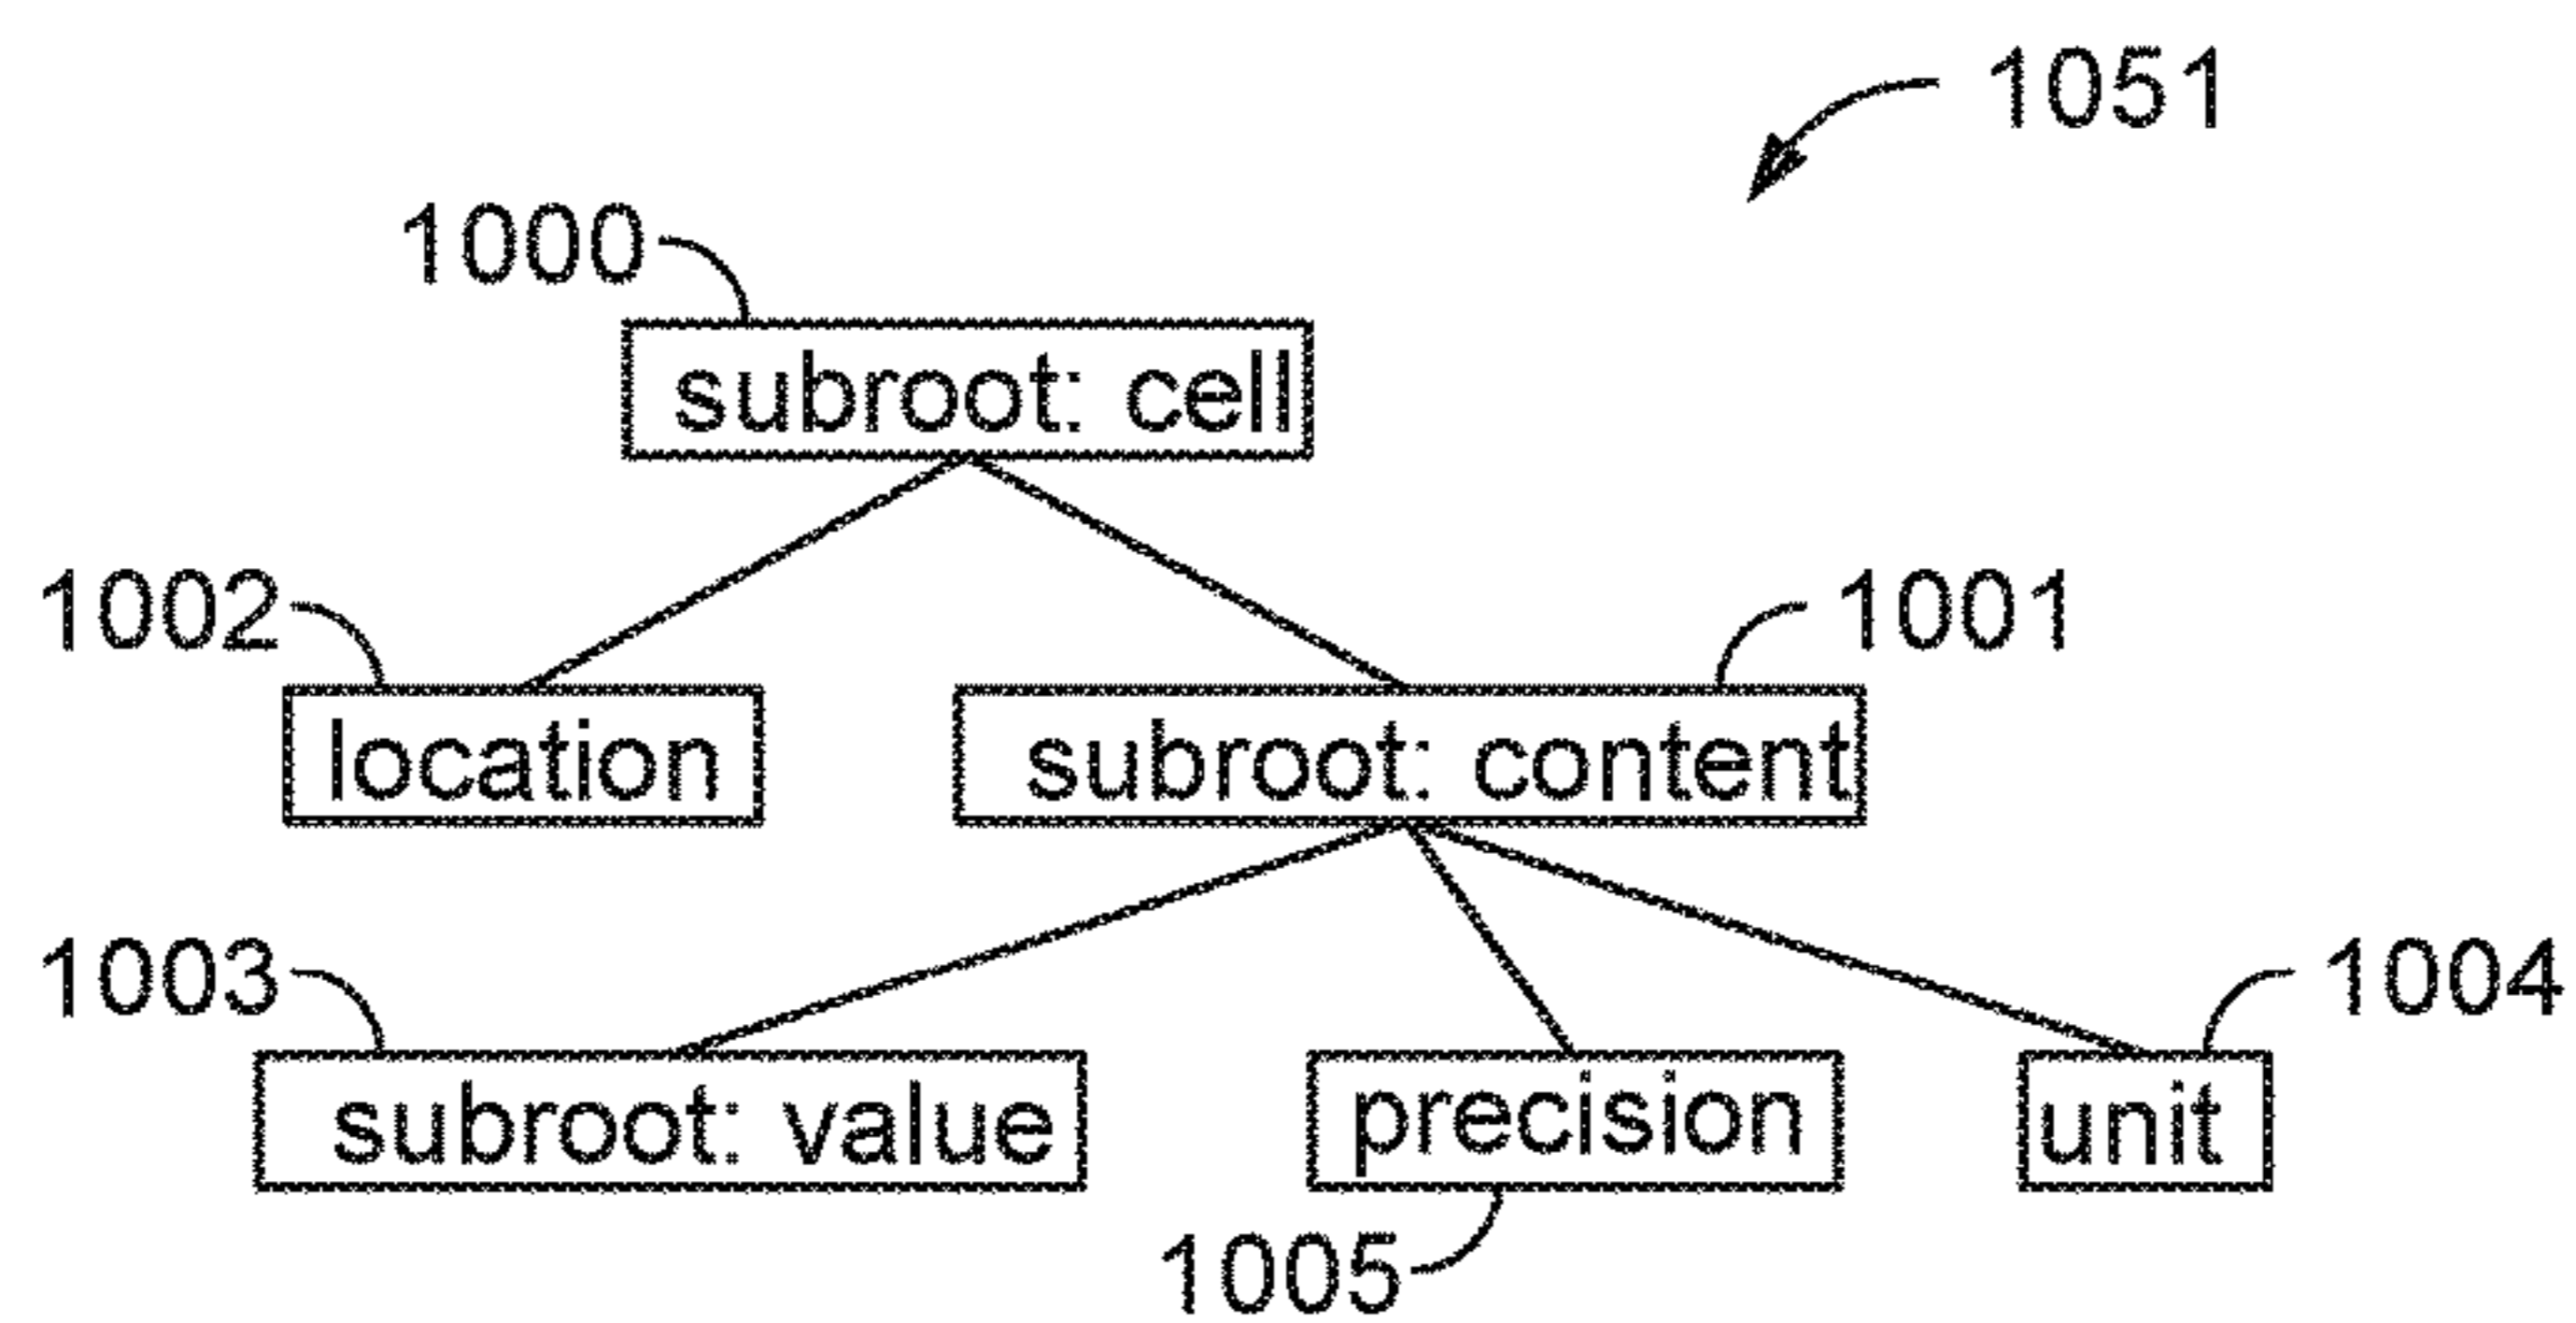 1051
1000
subroot: cell
1002
1001
location
subroot: content
1003
1004
subroot: value
precision
unit
1005